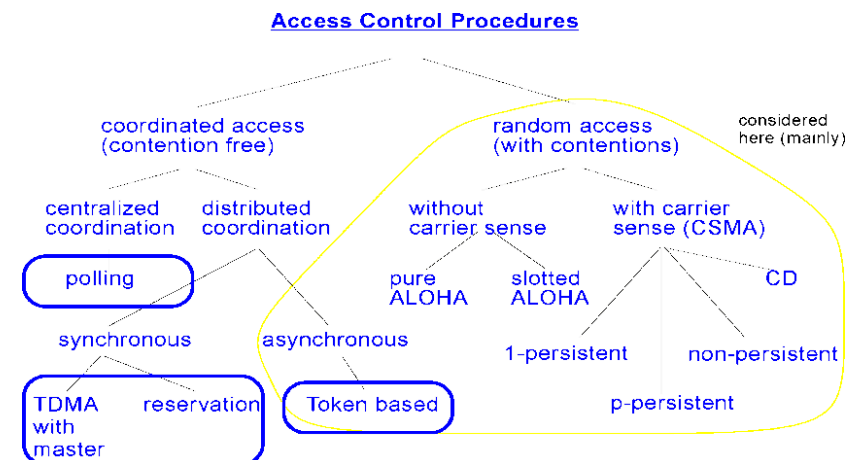 Access Control Procedures
considered
here (mainly)
coordinated access
(contention free)
random access
(with contentions)
centralized
coordination
distributed
coordination
without
carrier sense
with carrier
sense (CSMA)
polling
pure
ALOHA
slotted
ALOHA
CD
synchronous
asynchronous
1-persistent
non-persistent
TDMA
with
master
reservation
Token based
p-persistent